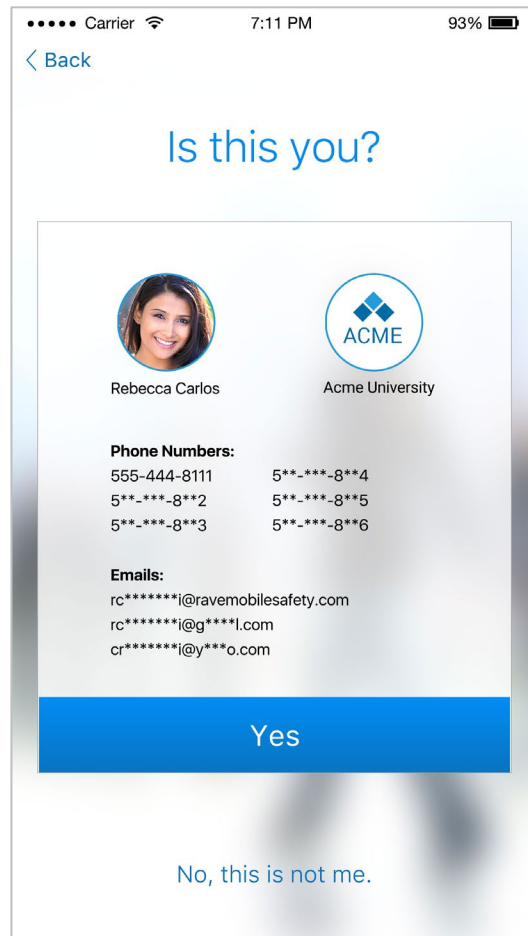 Carrier 7:11 PM 93%
Back
Is this you?
ACME
Rebecca Carlos Acme University
Phone Numbers:
555-444-8111 5**-***-8**4
5**-***-8**2 5**-***-8**5
5**-***-8**3 5**-***-8**6
Emails:
rc*******i@ravemobilesafety.com
rc*******i@g****l.com
cr*******i@y***o.com
Yes
No, this is not me.